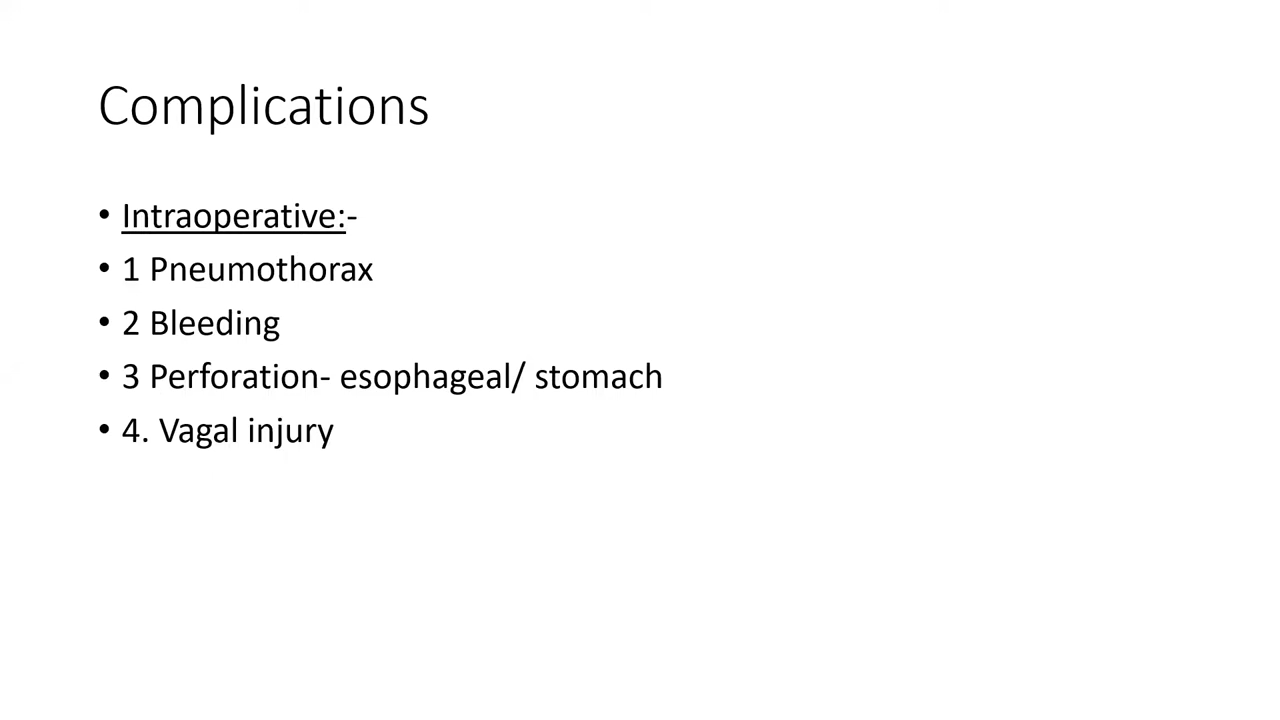 Complications
• Intraoperative:-
• 1 Pneumothorax
• 2 Bleeding
• 3 Perforation- esophageal/ stomach
• 4. Vagal injury